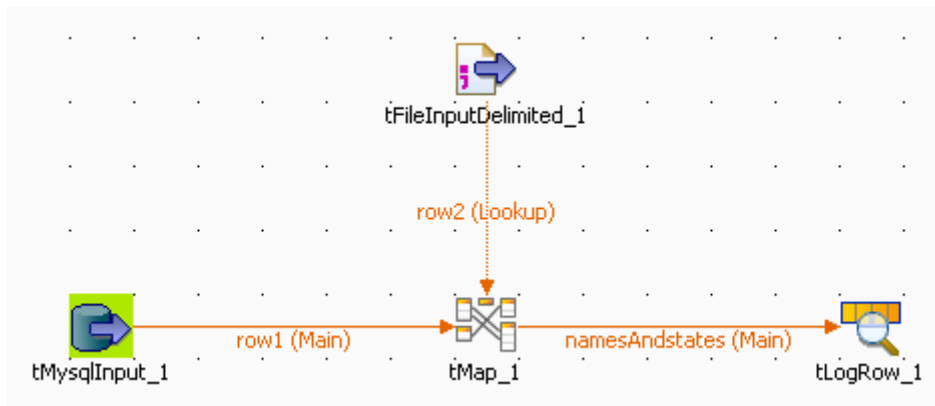 tFileInputDelimited_1
row2 (Lookup)
row1 (Main)
namesAndstates (Main)
tMysqlInput_1
tMap_1
tLogRow_1